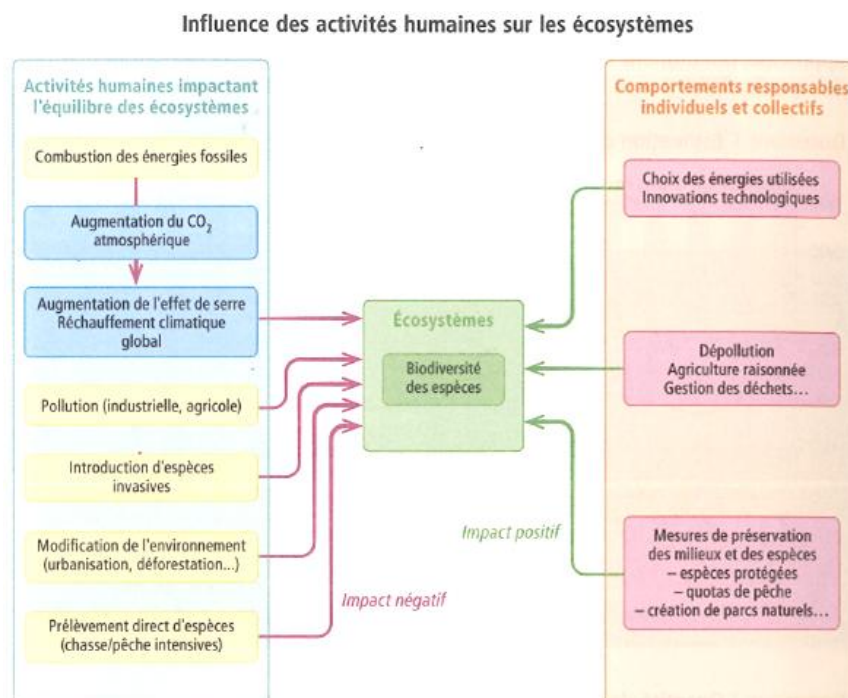 Influence des activités humaines sur les écosystèmes
Activités humaines impactant
l'équilibre des écosystèmes
Combustion des énergies fossiles
Augmentation du CO₂
atmosphérique
Augmentation de l'effet de serre
Réchauffement climatique
global
Pollution (industrielle, agricole)
Introduction d'espèces
invasives
Modification de l'environnement
(urbanisation, déforestation...)
Prélèvement direct d'espèces
(chasse/pêche intensives)
Impact négatif
Écosystèmes
Biodiversité
des espèces
Impact positif
Comportements responsables
individuels et collectifs
Choix des énergies utilisées
Innovations technologiques
Dépollution
Agriculture raisonnée
Gestion des déchets...
Mesures de préservation
des milieux et des espèces
– espèces protégées
– quotas de pêche
– création de parcs naturels...